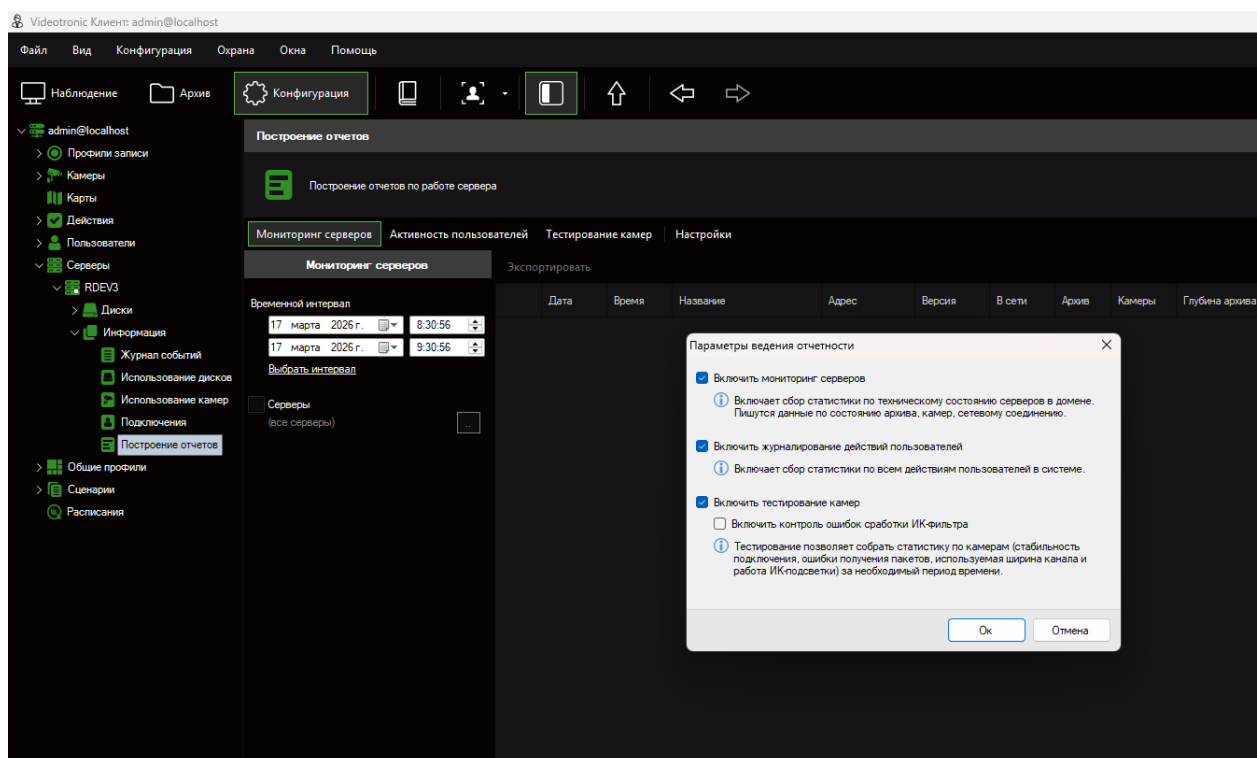 Videotronic Клиент: admin@localhost
Файл Вид Конфигурация Охрана Окна Помощь
Наблюдение Архив Конфигурация
admin@localhost
Профили записи
Камеры
Карты
Действия
Пользователи
Серверы
RDEV3
Диски
Информация
Журнал событий
Использование дисков
Использование камер
Подключения
Построение отчетов
Общие профили
Сценарии
Расписания
Построение отчетов
Построение отчетов по работе сервера
Мониторинг серверов Активность пользователей Тестирование камер Настройки
Мониторинг серверов
Временной интервал
17 марта 2026 г. 8:30:56
17 марта 2026 г. 9:30:56
Выбрать интервал
Серверы
(все серверы) ..
Экспортировать
Дата Время Название Адрес Версия В сети Архив Камеры Глубина архива
Параметры ведения отчетности
Включить мониторинг серверов
Включает сбор статистики по техническому состоянию серверов в домене.
Пишутся данные по состоянию архива, камер, сетевому соединению.
Включить журналирование действий пользователей
Включает сбор статистики по всем действиям пользователей в системе.
Включить тестирование камер
Включить контроль ошибок сработки ИК-фильтра
Тестирование позволяет собрать статистику по камерам (стабильность
подключения, ошибки получения пакетов, используемая ширина канала и
работа ИК-подсветки) за необходимый период времени.
Ок Отмена